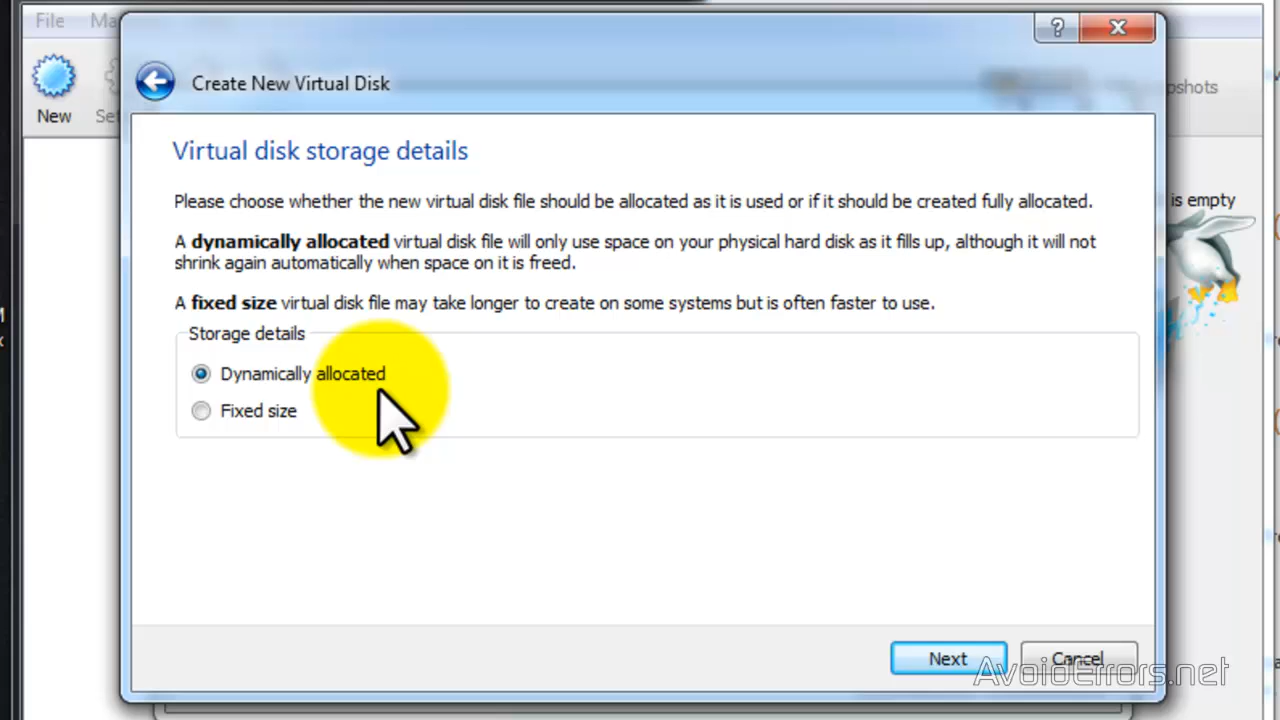 File
New
Create New Virtual Disk
pshots
Virtual disk storage details
Please choose whether the new virtual disk file should be allocated as it is used or if it should be created fully allocated.
is empty
A dynamically allocated virtual disk file will only use space on your physical hard disk as it fills up, although it will not
shrink again automatically when space on it is freed.
A fixed size virtual disk file may take longer to create on some systems but is often faster to use.
Storage details
Dynamically allocated
Fixed size
Next
Cancel
AvoidErrors.net